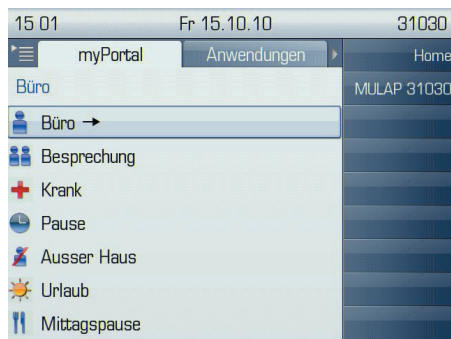 15 01 Fr 15.10.10 31030
myPortal Anwendungen Home
Büro MULAP 31030
Büro →
Besprechung
Krank
Pause
Ausser Haus
Urlaub
Mittagspause